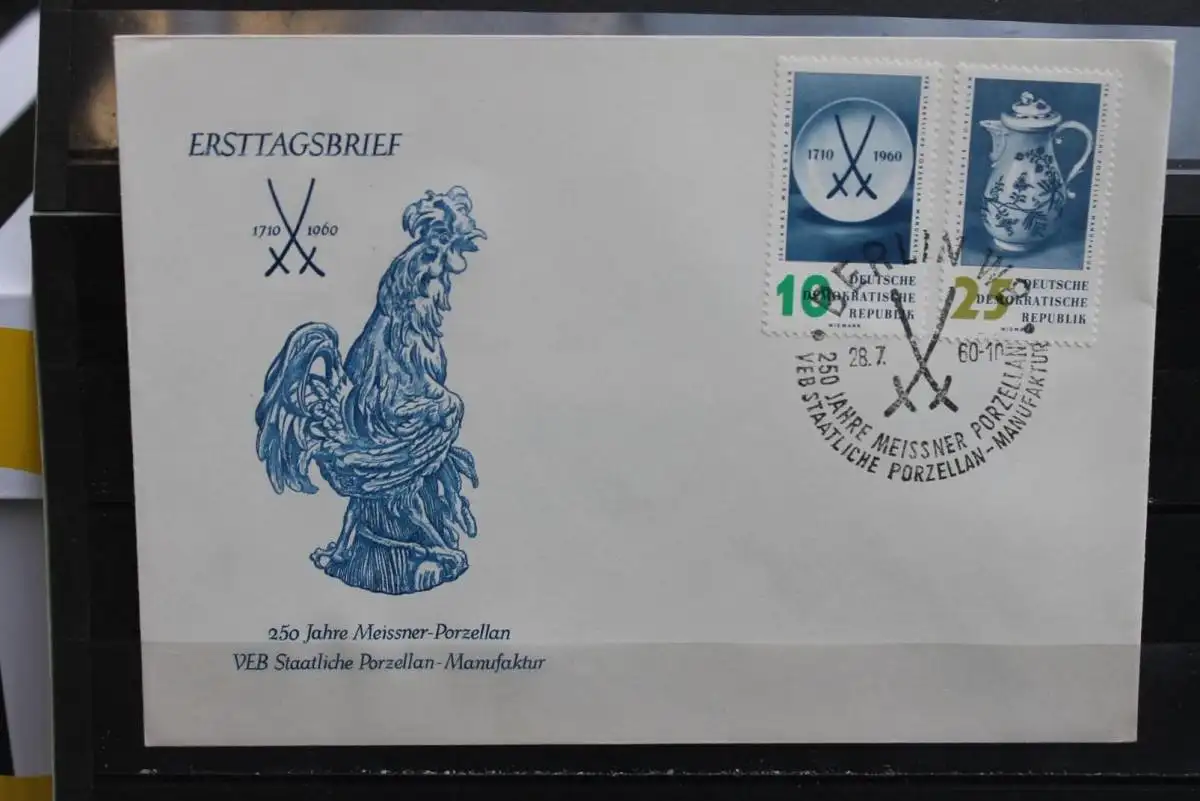 ERSTTAGSBRIEF
1710 1960
250 Jahre Meissner-Porzellan
VEB Staatliche Porzellan-Manufaktur
1710 1960
10 DEUTSCHE
DEMOKRATISCHE
REPUBLIK
25 DEUTSCHE
DEMOKRATISCHE
REPUBLIK
BERLIN
28.7. 60-10
250 JAHRE MEISSNER PORZELLAN
VEB STAATLICHE PORZELLAN-MANUFAKTUR